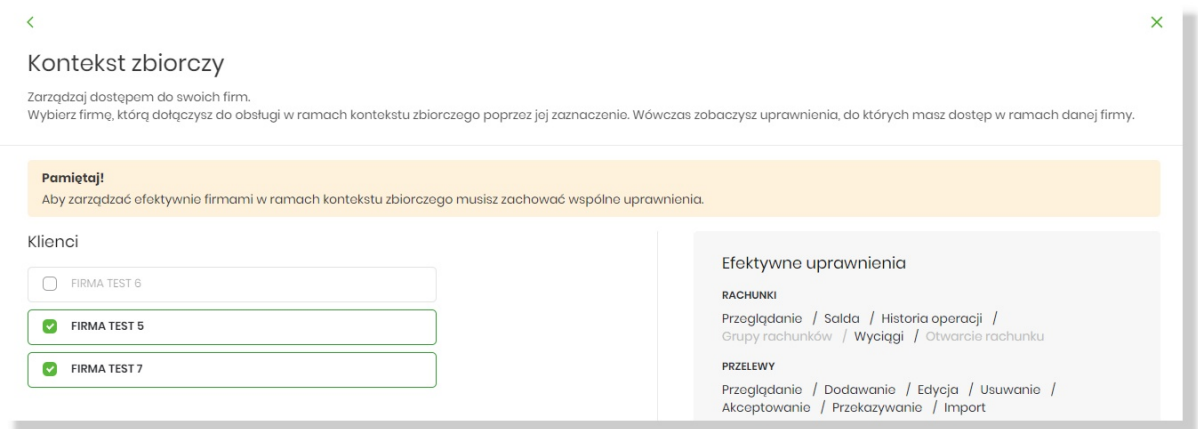 Kontekst zbiorczy
Zarządzaj dostępem do swoich firm.
Wybierz firmę, którą dołączysz do obsługi w ramach kontekstu zbiorczego poprzez jej zaznaczenie. Wówczas zobaczysz uprawnienia, do których masz dostęp w ramach danej firmy.
Pamiętaj!
Aby zarządzać efektywnie firmami w ramach kontekstu zbiorczego musisz zachować wspólne uprawnienia.
Klienci
FIRMA TEST 6
FIRMA TEST 5
FIRMA TEST 7
Efektywne uprawnienia
RACHUNKI
Przeglądanie / Salda / Historia operacji /
Grupy rachunków / Wyciągi / Otwarcie rachunku
PRZELEWY
Przeglądanie / Dodawanie / Edycja / Usuwanie /
Akceptowanie / Przekazywanie / Import